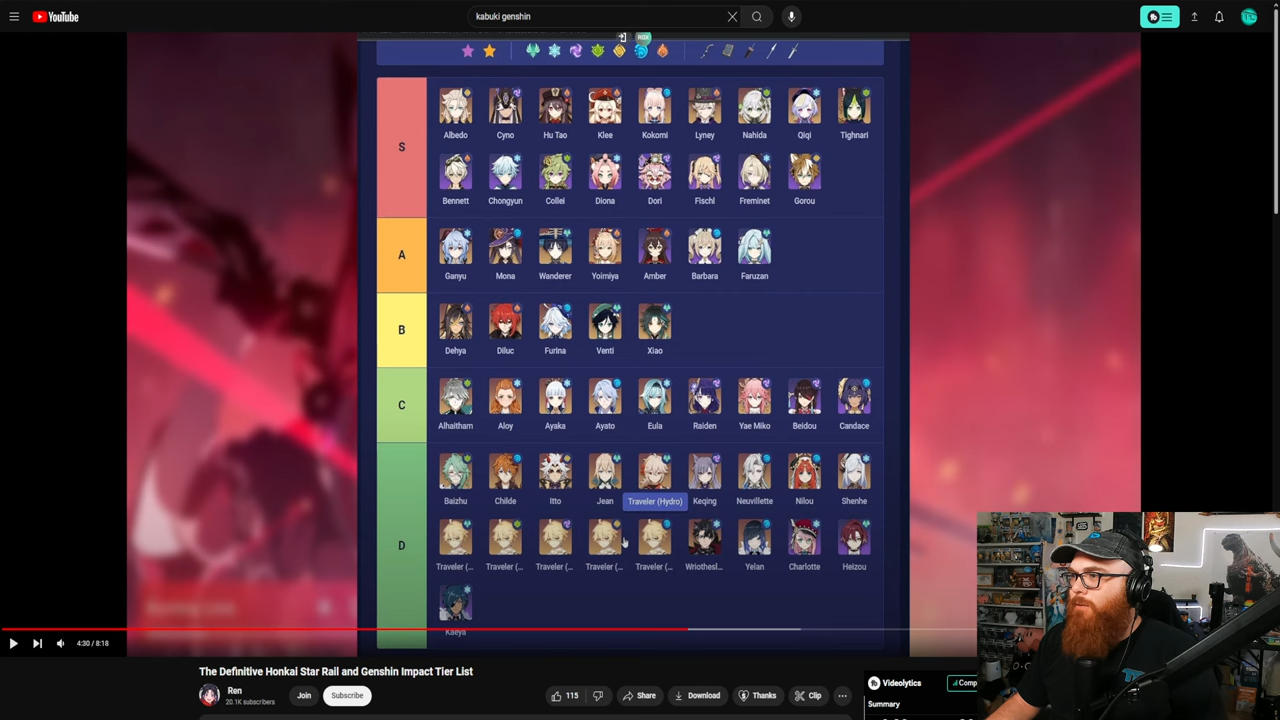 YouTube
kabuki genshin
RGX
S
Albedo Cyno Hu Tao Klee Kokomi Lyney Nahida Qiqi Tighnari
Bennett Chongyun Collei Diona Dori Fischl Freminet Gorou
A
Ganyu Mona Wanderer Yoimiya Amber Barbara Faruzan
B
Dehya Diluc Furina Venti Xiao
C
Alhaitham Aloy Ayaka Ayato Eula Raiden Yae Miko Beidou Candace
D
Baizhu Childe Itto Jean Traveler (Hydro) Keqing Neuvillette Nilou Shenhe
Traveler (... Traveler (... Traveler (... Traveler (... Traveler (... Wriothesl... Yelan Charlotte Heizou
Kaeya
4:30 / 8:18
The Definitive Honkai Star Rail and Genshin Impact Tier List
Ren
20.1K subscribers
Join
Subscribe
115
Share
Download
Thanks
Clip
Videolytics
Comp
Summary